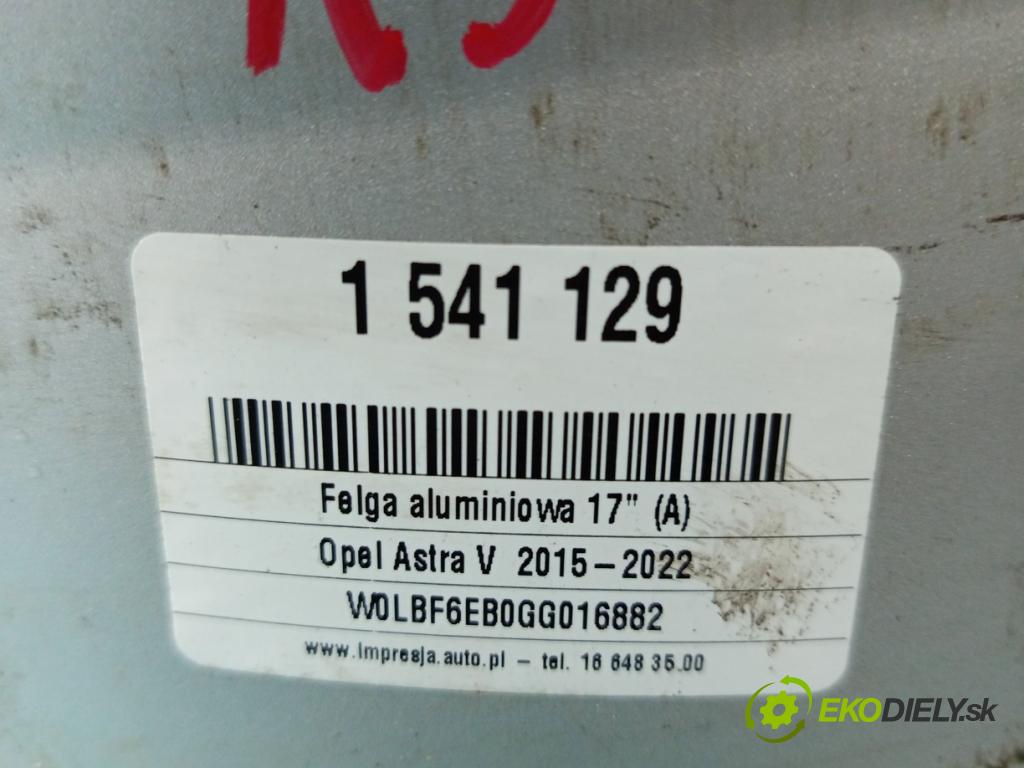 1 541 129
Felga aluminiowa 17" (A)
Opel Astra V 2015-2022
W0LBF6EB0GG016882
www.impresja.auto.pl - tel. 16 648 35.00
EKODIELY.sk